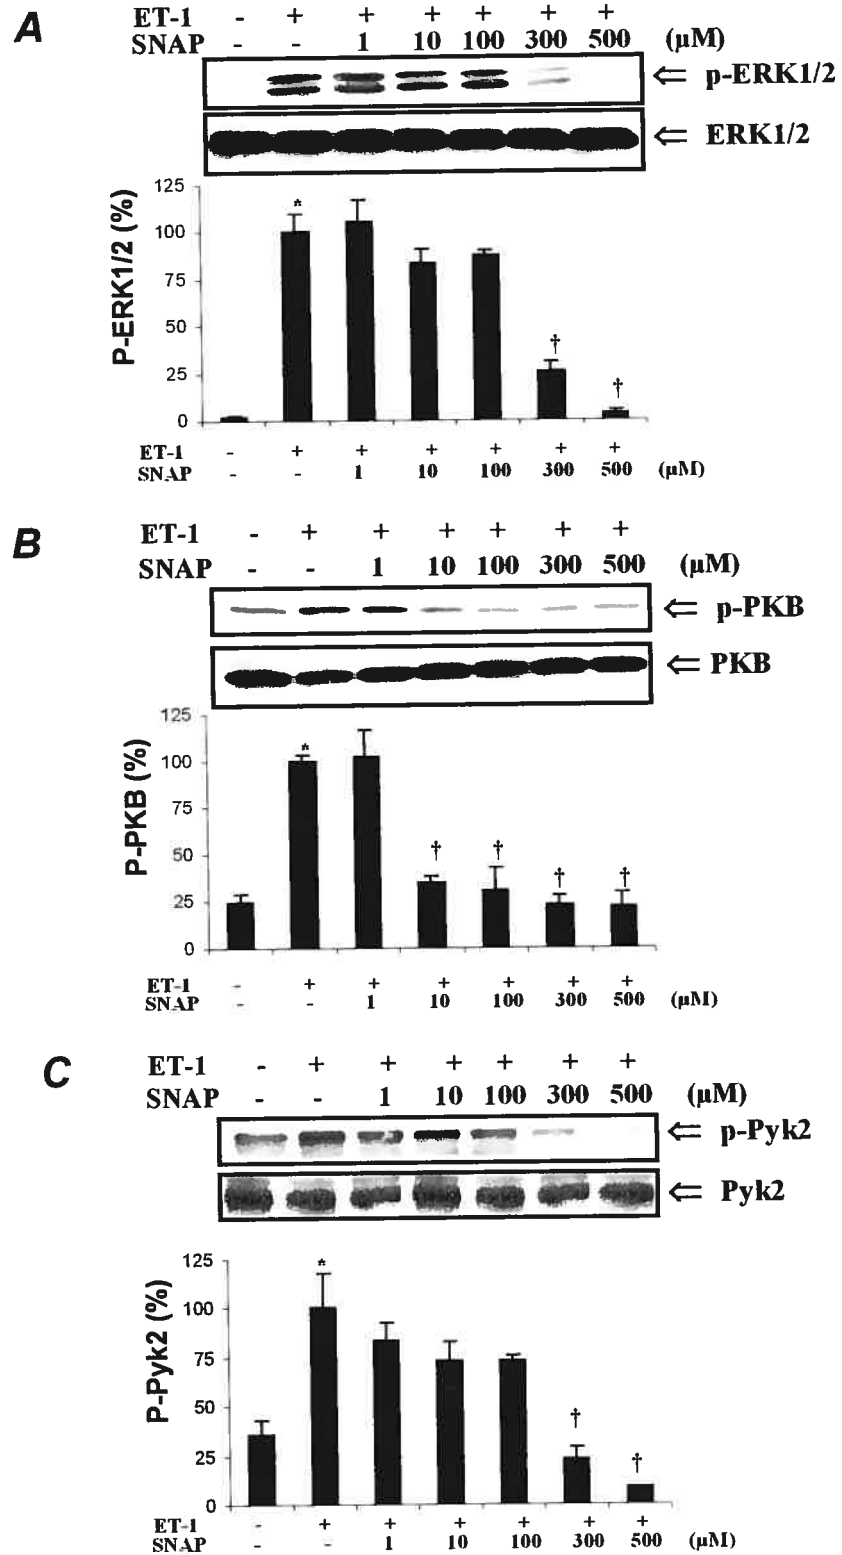 A
ET-1 - + + + + + +
SNAP - - 1 10 100 300 500 (µM)
⇐ p-ERK1/2
⇐ ERK1/2
P-ERK1/2 (%)
125
*
100
75
50
†
25
†
0
ET-1 - + + + + + +
SNAP - - 1 10 100 300 500 (µM)
B
ET-1 - + + + + + +
SNAP - - 1 10 100 300 500 (µM)
⇐ p-PKB
⇐ PKB
P-PKB (%)
125
*
100
75
50
† † † †
25
0
ET-1 - + + + + + +
SNAP - - 1 10 100 300 500 (µM)
C
ET-1 - + + + + + +
SNAP - - 1 10 100 300 500 (µM)
⇐ p-Pyk2
⇐ Pyk2
P-Pyk2 (%)
125
*
100
75
50
†
25
†
0
ET-1 - + + + + + +
SNAP - - 1 10 100 300 500 (µM)